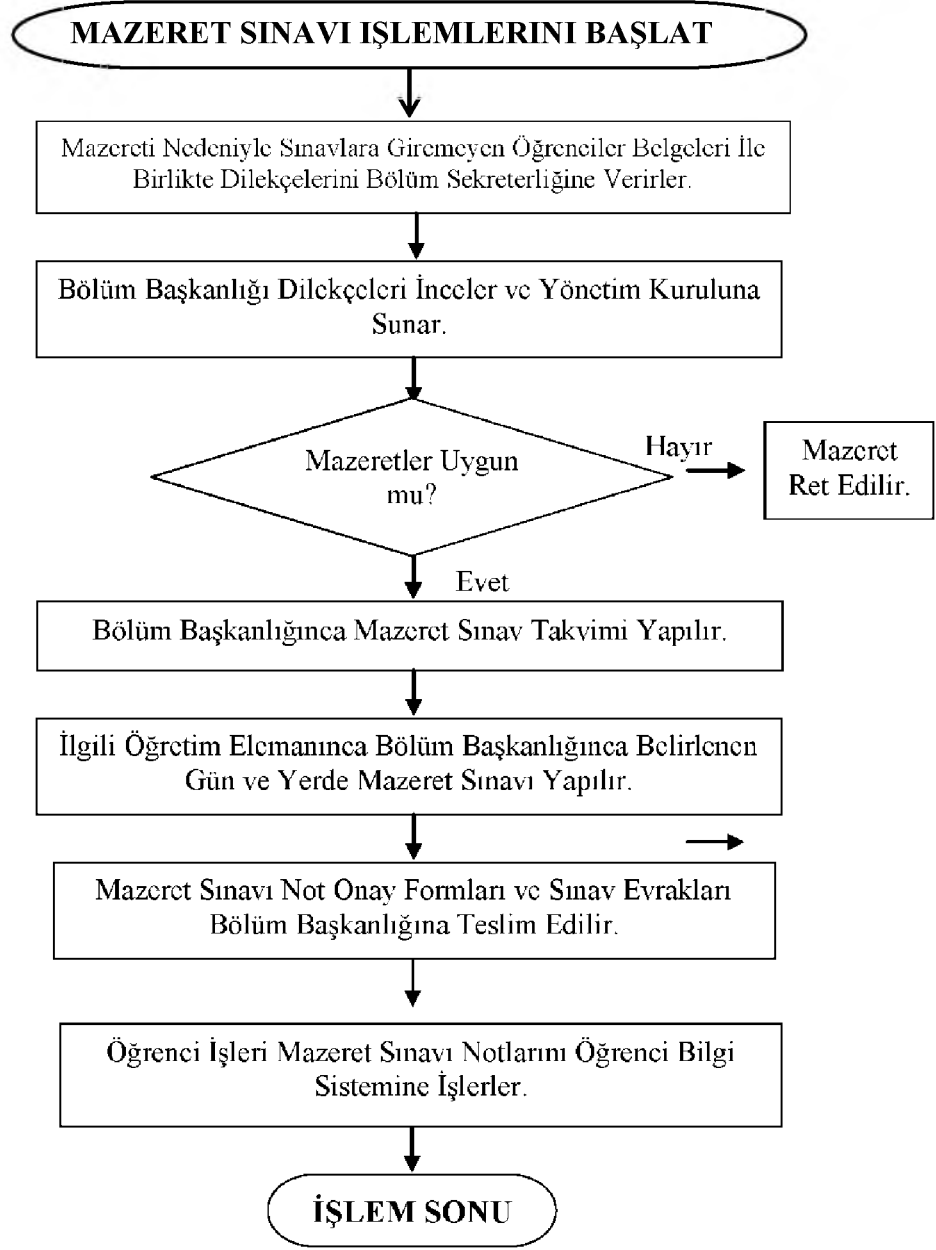 MAZERET SINAVI IŞLEMLERINI BAŞLAT
Mazereti Nedeniyle Sınavlara Giremeyen Öğrenciler Belgeleri İle
Birlikte Dilekçelerini Bölüm Sekreterliğine Verirler.
Bölüm Başkanlığı Dilekçeleri İnceler ve Yönetim Kuruluna
Sunar.
Mazeretler Uygun
mu?
Hayır
Mazeret
Ret Edilir.
Evet
Bölüm Başkanlığınca Mazeret Sınav Takvimi Yapılır.
İlgili Öğretim Elemanınca Bölüm Başkanlığınca Belirlenen
Gün ve Yerde Mazeret Sınavı Yapılır.
Mazeret Sınavı Not Onay Formları ve Sınav Evrakları
Bölüm Başkanlığına Teslim Edilir.
Öğrenci İşleri Mazeret Sınavı Notlarını Öğrenci Bilgi
Sistemine İşlerler.
İŞLEM SONU